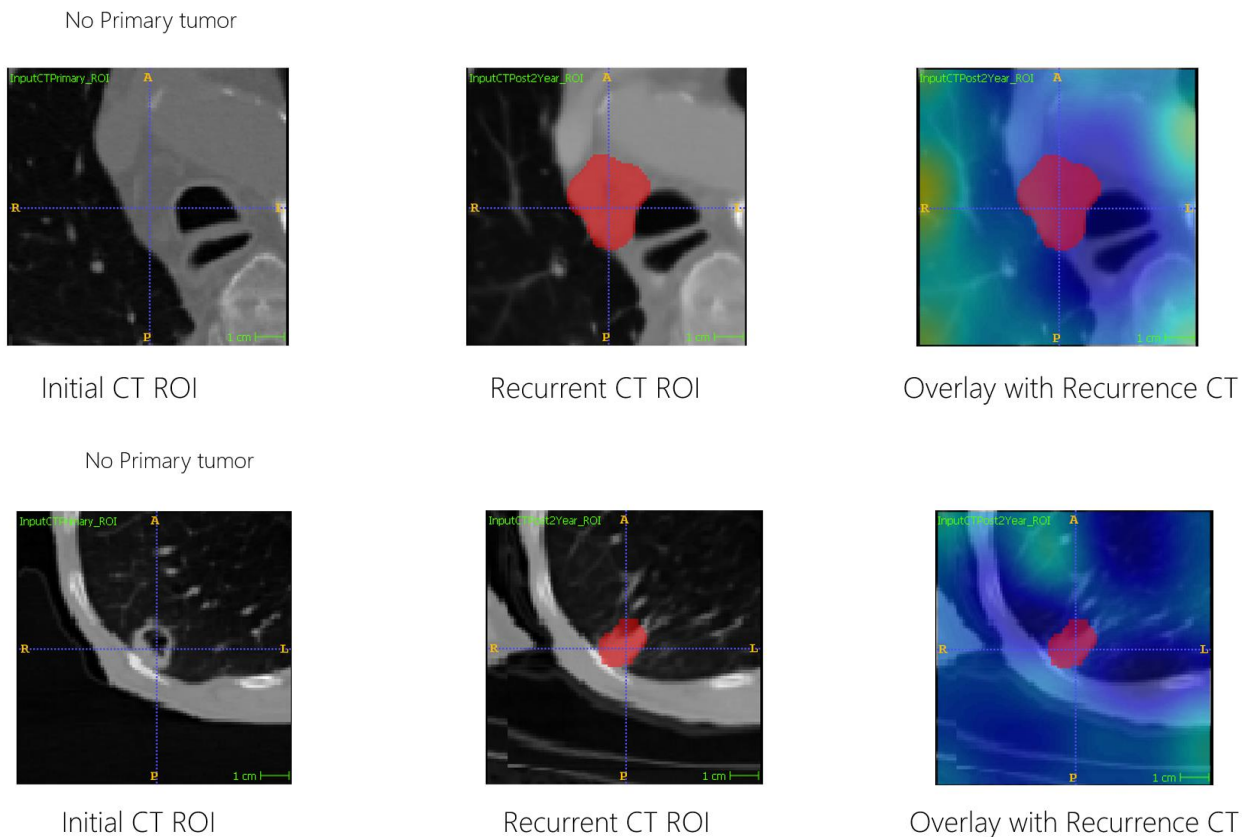 No Primary tumor
InputCTPrimary_ROI
A
R
L
P
1 cm
InputCTPost2Year_ROI
A
R
L
P
1 cm
InputCTPost2Year_ROI
A
R
L
P
1 cm
Initial CT ROI
Recurrent CT ROI
Overlay with Recurrence CT
No Primary tumor
InputCTPrimary_ROI
A
R
L
P
1 cm
InputCTPost2Year_ROI
A
R
L
P
1 cm
InputCTPost2Year_ROI
A
R
L
P
1 cm
Initial CT ROI
Recurrent CT ROI
Overlay with Recurrence CT